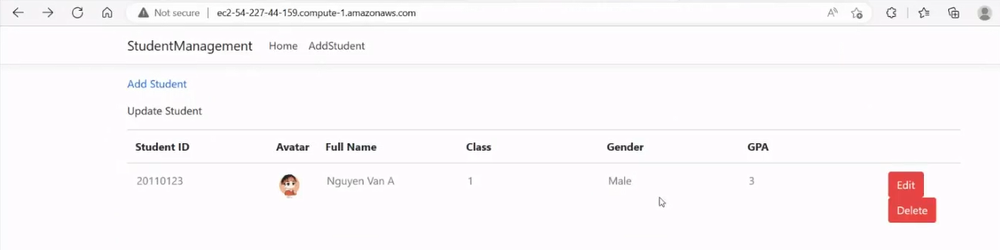 Not secure | ec2-54-227-44-159.compute-1.amazonaws.com
StudentManagement Home AddStudent
Add Student
Update Student
Student ID Avatar Full Name Class Gender GPA
20110123 Nguyen Van A 1 Male 3 Edit
Delete